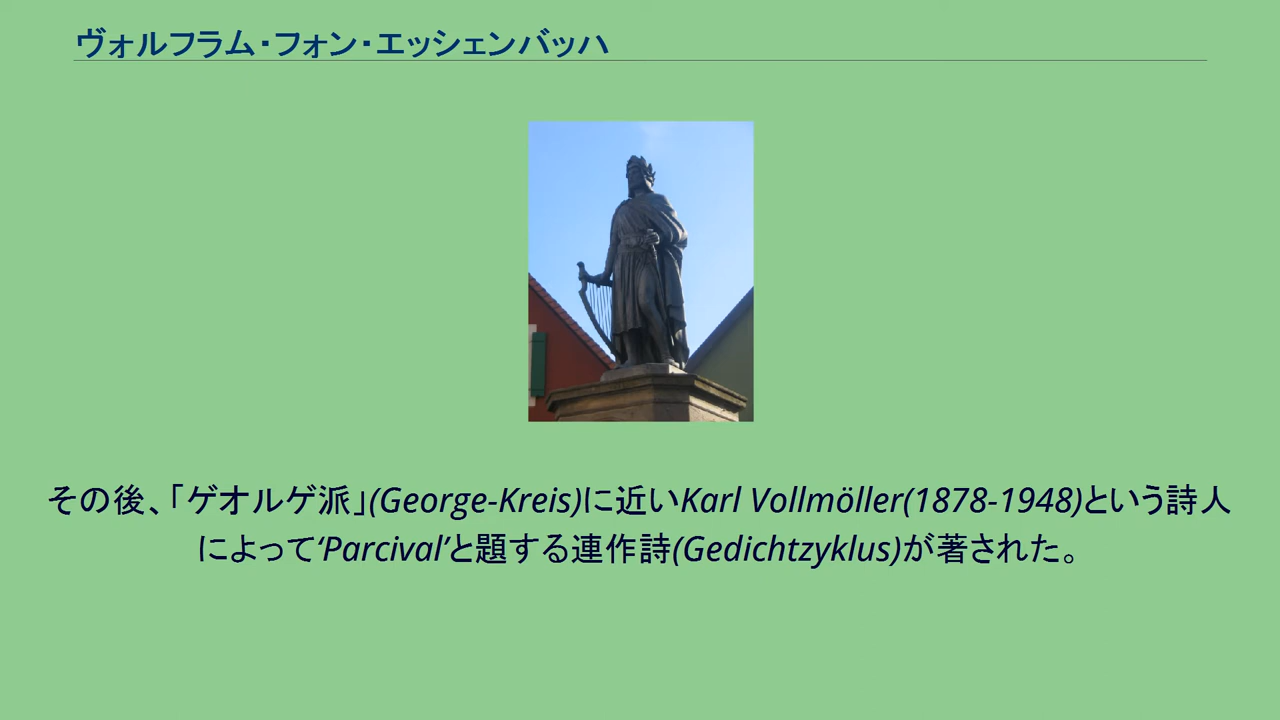 ヴォルフラム・フォン・エッシェンバッハ
その後、「ゲオルゲ派」(George-Kreis)に近いKarl Vollmöller(1878-1948)という詩人
によって‘Parcival’と題する連作詩(Gedichtzyklus)が著された。